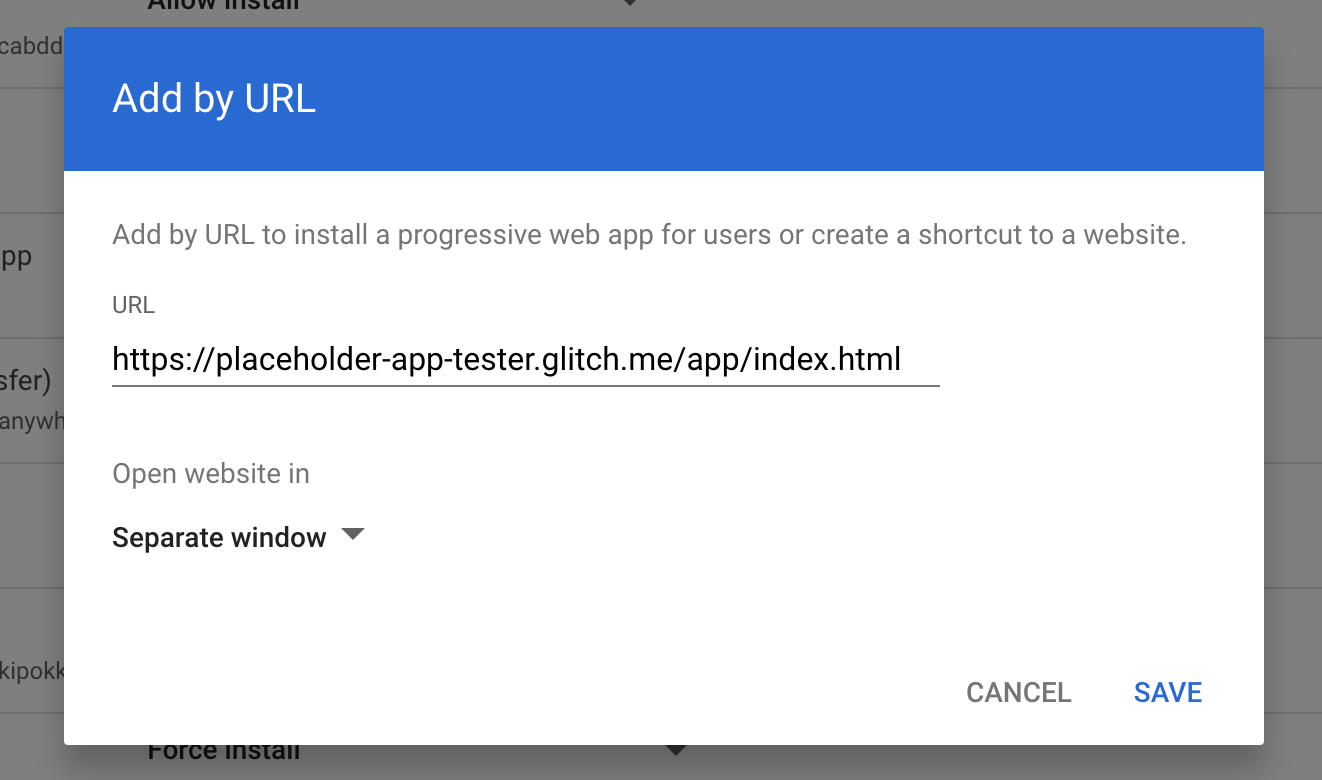 Allow install
cabdd
Add by URL
Add by URL to install a progressive web app for users or create a shortcut to a website.
pp
URL
https://placeholder-app-tester.glitch.me/app/index.html
sfer)
anywh
Open website in
Separate window
kipokk
CANCEL SAVE
Force install